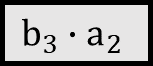 b₃ · a₂